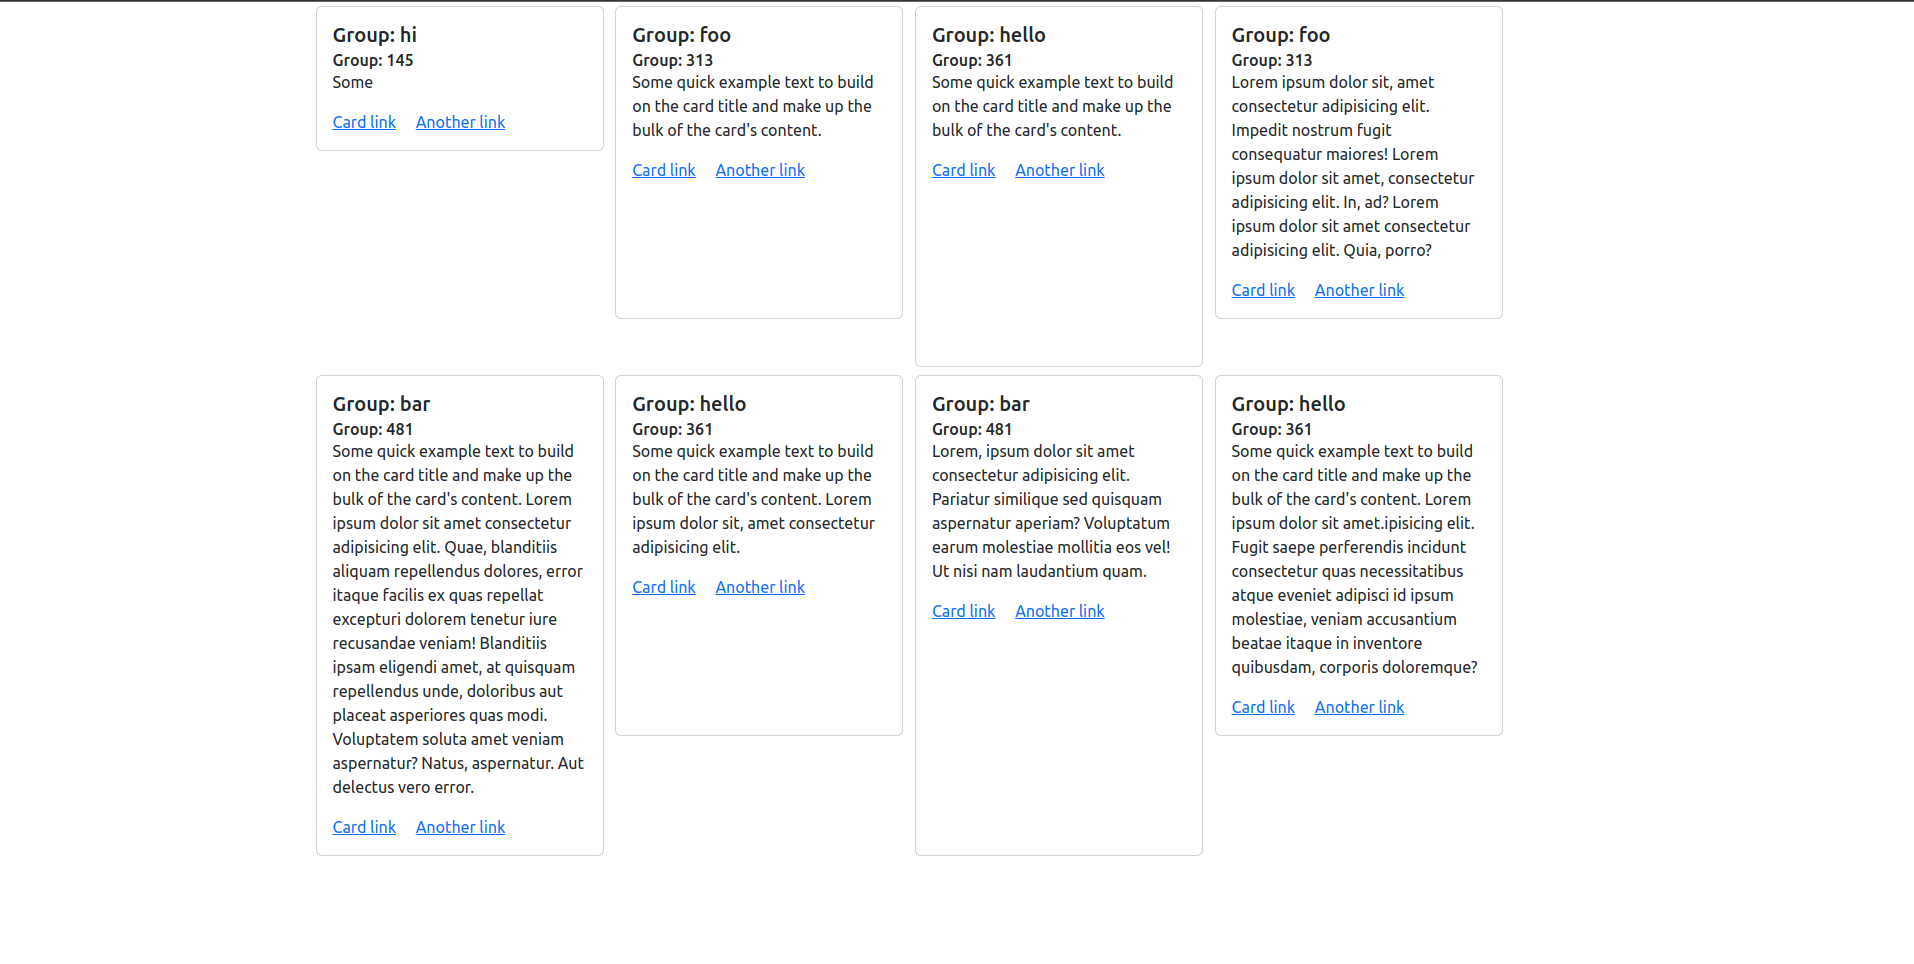 Group: hi
Group: 145
Some
Card link Another link
Group: foo
Group: 313
Some quick example text to build
on the card title and make up the
bulk of the card's content.
Card link Another link
Group: hello
Group: 361
Some quick example text to build
on the card title and make up the
bulk of the card's content.
Card link Another link
Group: foo
Group: 313
Lorem ipsum dolor sit, amet
consectetur adipisicing elit.
Impedit nostrum fugit
consequatur maiores! Lorem
ipsum dolor sit amet, consectetur
adipisicing elit. In, ad? Lorem
ipsum dolor sit amet consectetur
adipisicing elit. Quia, porro?
Card link Another link
Group: bar
Group: 481
Some quick example text to build
on the card title and make up the
bulk of the card's content. Lorem
ipsum dolor sit amet consectetur
adipisicing elit. Quae, blanditiis
aliquam repellendus dolores, error
itaque facilis ex quas repellat
excepturi dolorem tenetur iure
recusandae veniam! Blanditiis
ipsam eligendi amet, at quisquam
repellendus unde, doloribus aut
placeat asperiores quas modi.
Voluptatem soluta amet veniam
aspernatur? Natus, aspernatur. Aut
delectus vero error.
Card link Another link
Group: hello
Group: 361
Some quick example text to build
on the card title and make up the
bulk of the card's content. Lorem
ipsum dolor sit, amet consectetur
adipisicing elit.
Card link Another link
Group: bar
Group: 481
Lorem, ipsum dolor sit amet
consectetur adipisicing elit.
Pariatur similique sed quisquam
aspernatur aperiam? Voluptatum
earum molestiae mollitia eos vel!
Ut nisi nam laudantium quam.
Card link Another link
Group: hello
Group: 361
Some quick example text to build
on the card title and make up the
bulk of the card's content. Lorem
ipsum dolor sit amet.ipisicing elit.
Fugit saepe perferendis incidunt
consectetur quas necessitatibus
atque eveniet adipisci id ipsum
molestiae, veniam accusantium
beatae itaque in inventore
quibusdam, corporis doloremque?
Card link Another link